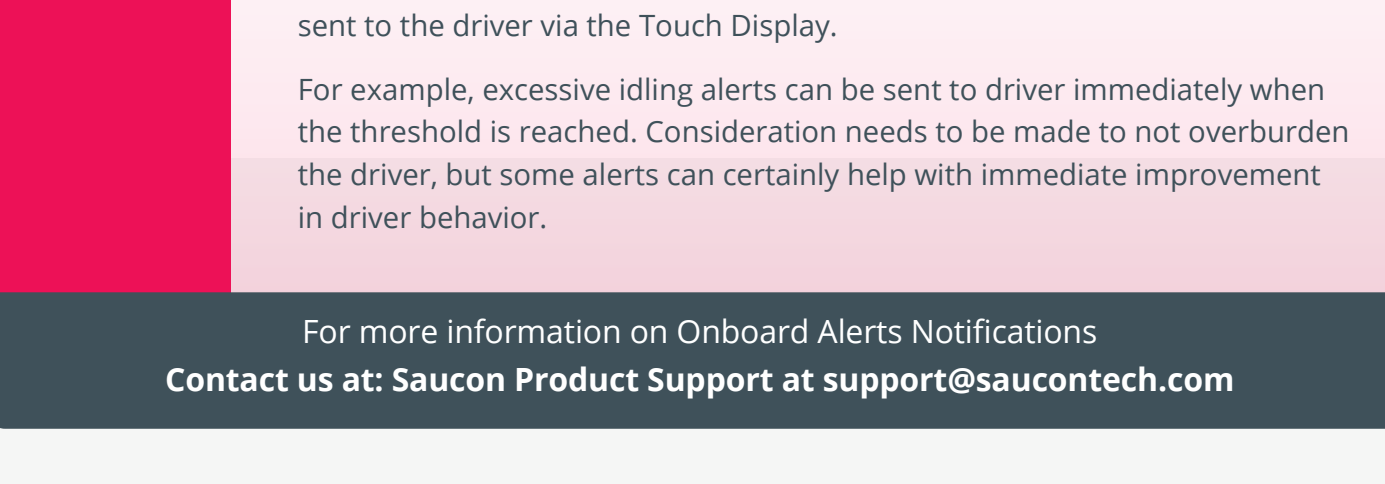 sent to the driver via the Touch Display.
For example, excessive idling alerts can be sent to driver immediately when
the threshold is reached. Consideration needs to be made to not overburden
the driver, but some alerts can certainly help with immediate improvement
in driver behavior.
For more information on Onboard Alerts Notifications
Contact us at: Saucon Product Support at support@saucontech.com